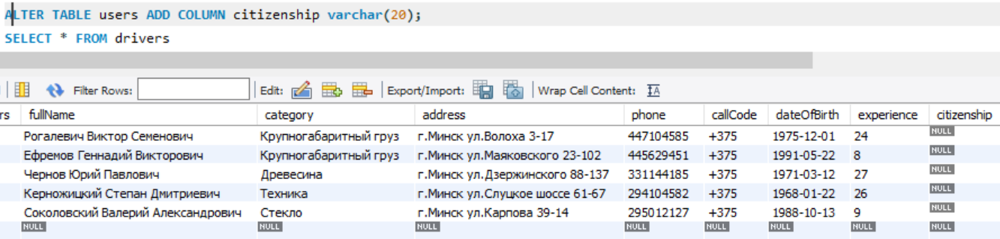 ALTER TABLE users ADD COLUMN citizenship varchar(20);
SELECT * FROM drivers
Filter Rows: Edit: Export/Import: Wrap Cell Content:
rs fullName category address phone callCode dateOfBirth experience citizenship
Рогалевич Виктор Семенович Крупногабаритный груз г.Минск ул.Волоха 3-17 447104585 +375 1975-12-01 24 NULL
Ефремов Геннадий Викторович Крупногабаритный груз г.Минск ул.Маяковского 23-102 445629451 +375 1991-05-22 8 NULL
Чернов Юрий Павлович Древесина г.Минск ул.Дзержинского 88-137 331144185 +375 1971-03-12 27 NULL
Керножицкий Степан Дмитриевич Техника г.Минск ул.Слуцкое шоссе 61-67 294104582 +375 1968-01-22 26 NULL
Соколовский Валерий Александрович Стекло г.Минск ул.Карпова 39-14 295012127 +375 1988-10-13 9 NULL
NULL NULL NULL NULL NULL NULL NULL NULL